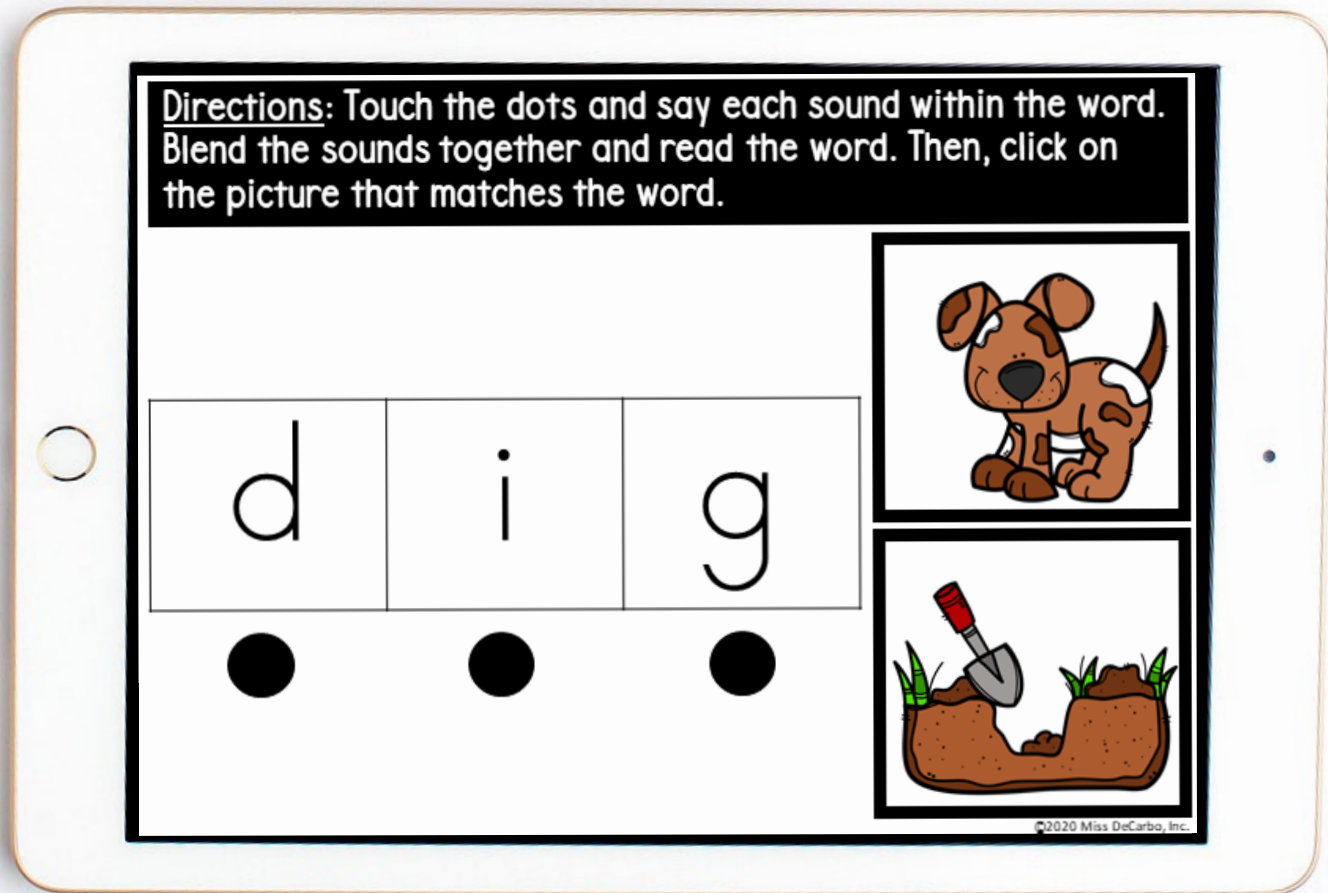 Directions: Touch the dots and say each sound within the word.
Blend the sounds together and read the word. Then, click on
the picture that matches the word.
d i g
©2020 Miss DeCarbo, Inc.